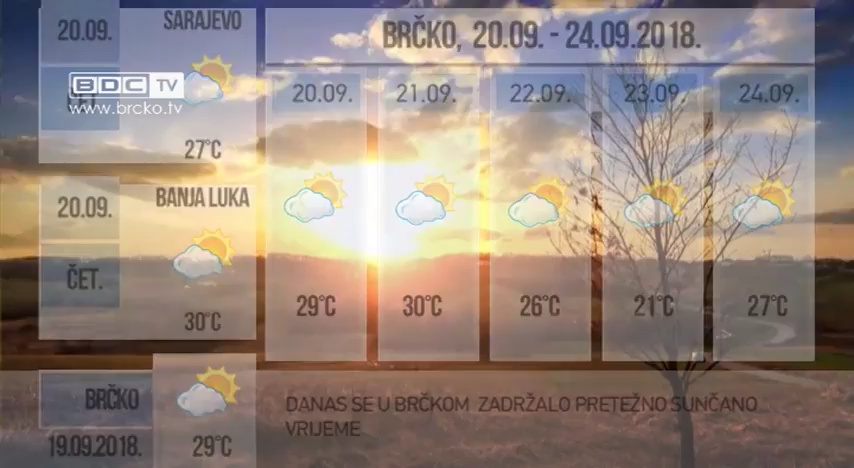 20.09.
SARAJEVO
BDC TV
www.brcko.tv
27°C
20.09.
BANJA LUKA
ČET.
30°C
BRČKO
19.09.2018.
29°C
BRČKO, 20.09. - 24.09.2018.
20.09. 21.09. 22.09. 23.09. 24.09.
29°C 30°C 26°C 21°C 27°C
DANAS SE U BRČKOM ZADRŽALO PRETEŽNO SUNČANO
VRIJEME